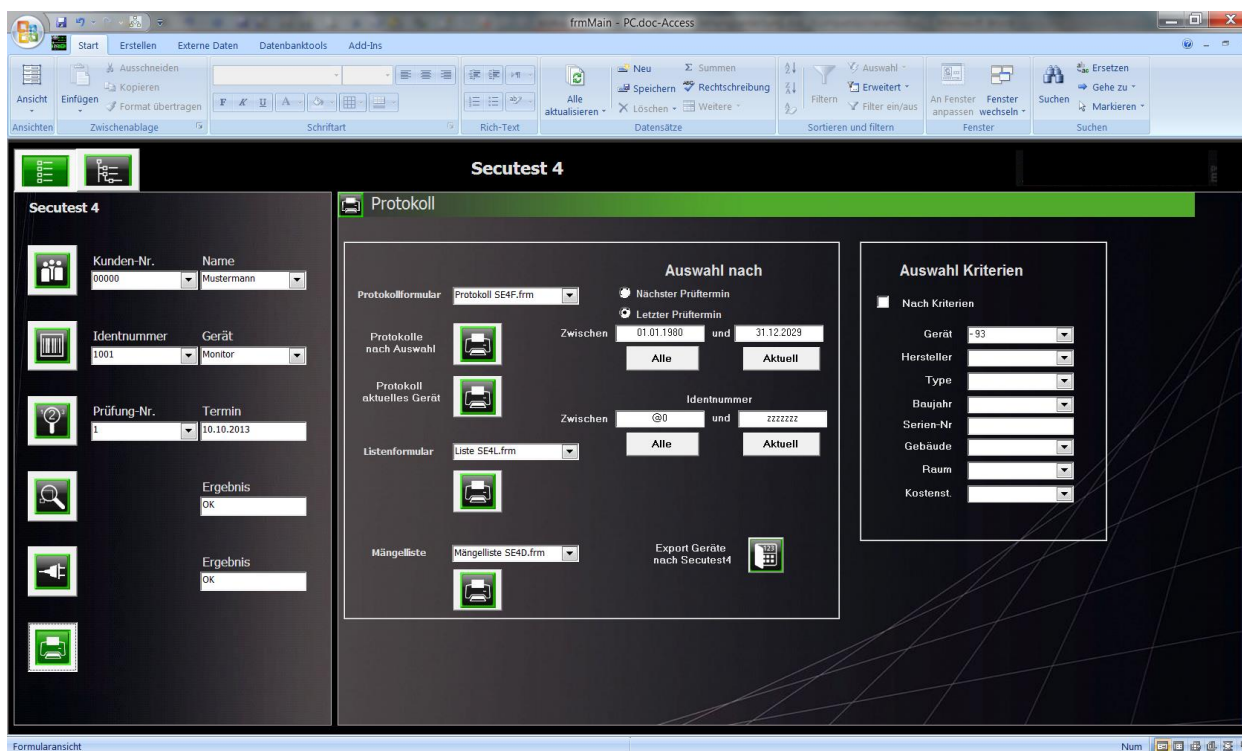 frmMain - PC.doc-Access
Start Erstellen Externe Daten Datenbanktools Add-Ins
Ansicht
Ansichten
Einfügen
Ausschneiden
Kopieren
Format übertragen
Zwischenablage
F K U A
Schriftart
Rich-Text
Alle aktualisieren
Neu
Speichern
Löschen
Σ Summen
Rechtschreibung
Weitere
Datensätze
Filtern
Auswahl
Erweitert
Filter ein/aus
Sortieren und filtern
An Fenster anpassen
Fenster wechseln
Fenster
Suchen
Ersetzen
Gehe zu
Markieren
Suchen
Secutest 4
Secutest 4
Kunden-Nr. Name
00000 Mustermann
Identnummer Gerät
1001 Monitor
Prüfung-Nr. Termin
1 10.10.2013
Ergebnis
OK
Ergebnis
OK
Protokoll
Auswahl nach
Protokollformular Protokoll SE4F.frm
Nächster Prüftermin
Letzter Prüftermin
Protokolle
nach Auswahl
Zwischen 01.01.1980 und 31.12.2029
Alle Aktuell
Protokoll
aktuelles Gerät
Identnummer
Zwischen @0 und zzzzzzz
Alle Aktuell
Listenformular Liste SE4L.frm
Mängelliste Mängelliste SE4D.frm
Export Geräte
nach Secutest4
123
Auswahl Kriterien
Nach Kriterien
Gerät -93
Hersteller
Type
Baujahr
Serien-Nr
Gebäude
Raum
Kostenst.
Formularansicht
Num